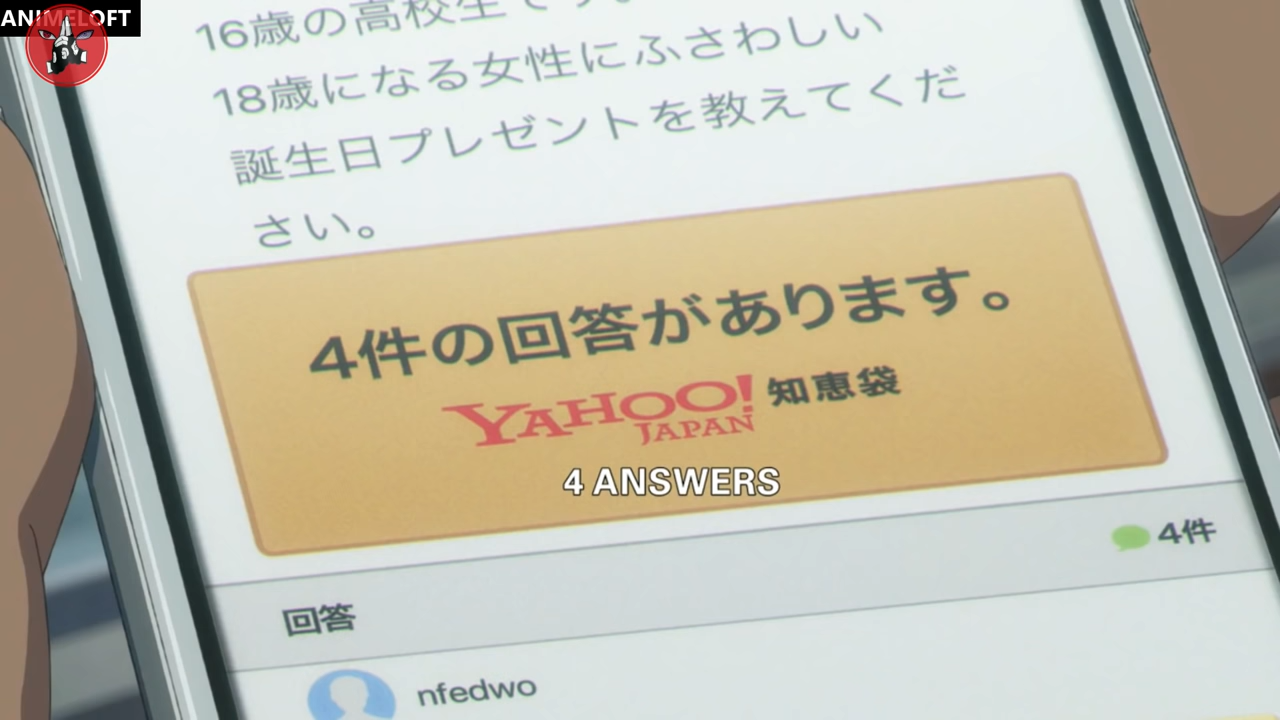 ANIMELOFT
16歳の高校生です。
18歳になる女性にふさわしい
誕生日プレゼントを教えてくだ
さい。
4件の回答があります。
YAHOO! JAPAN 知恵袋
4 ANSWERS
4件
回答
nfedwo